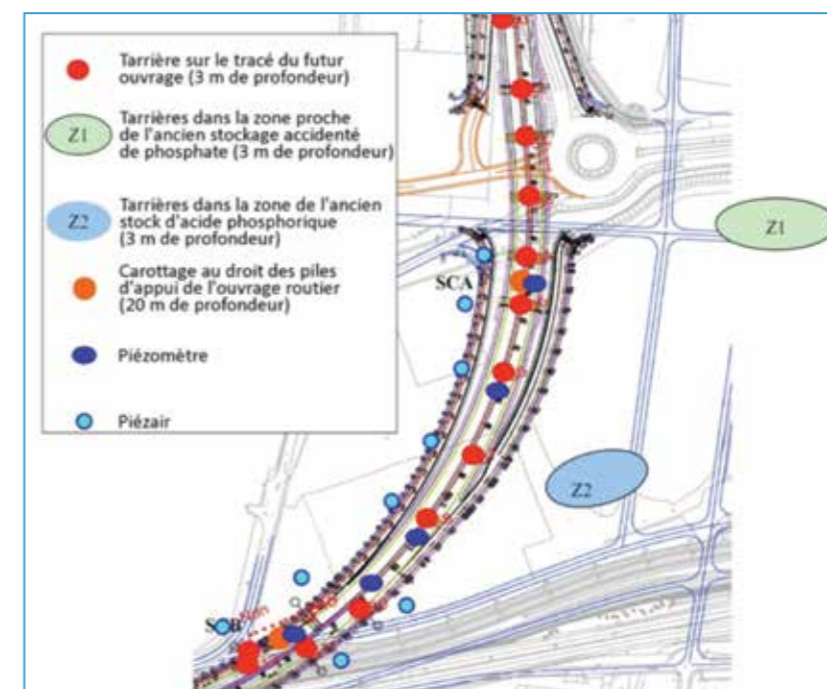 Tarrière sur le tracé du futur
ouvrage (3 m de profondeur)
Z1
Tarrières dans la zone proche
de l'ancien stockage accidenté
de phosphate (3 m de profondeur)
Z2
Tarrières dans la zone de l'ancien
stock d'acide phosphorique
(3 m de profondeur)
Carottage au droit des piles
d'appui de l'ouvrage routier
(20 m de profondeur)
Piézomètre
Piézair
Z1
SCA
Z2